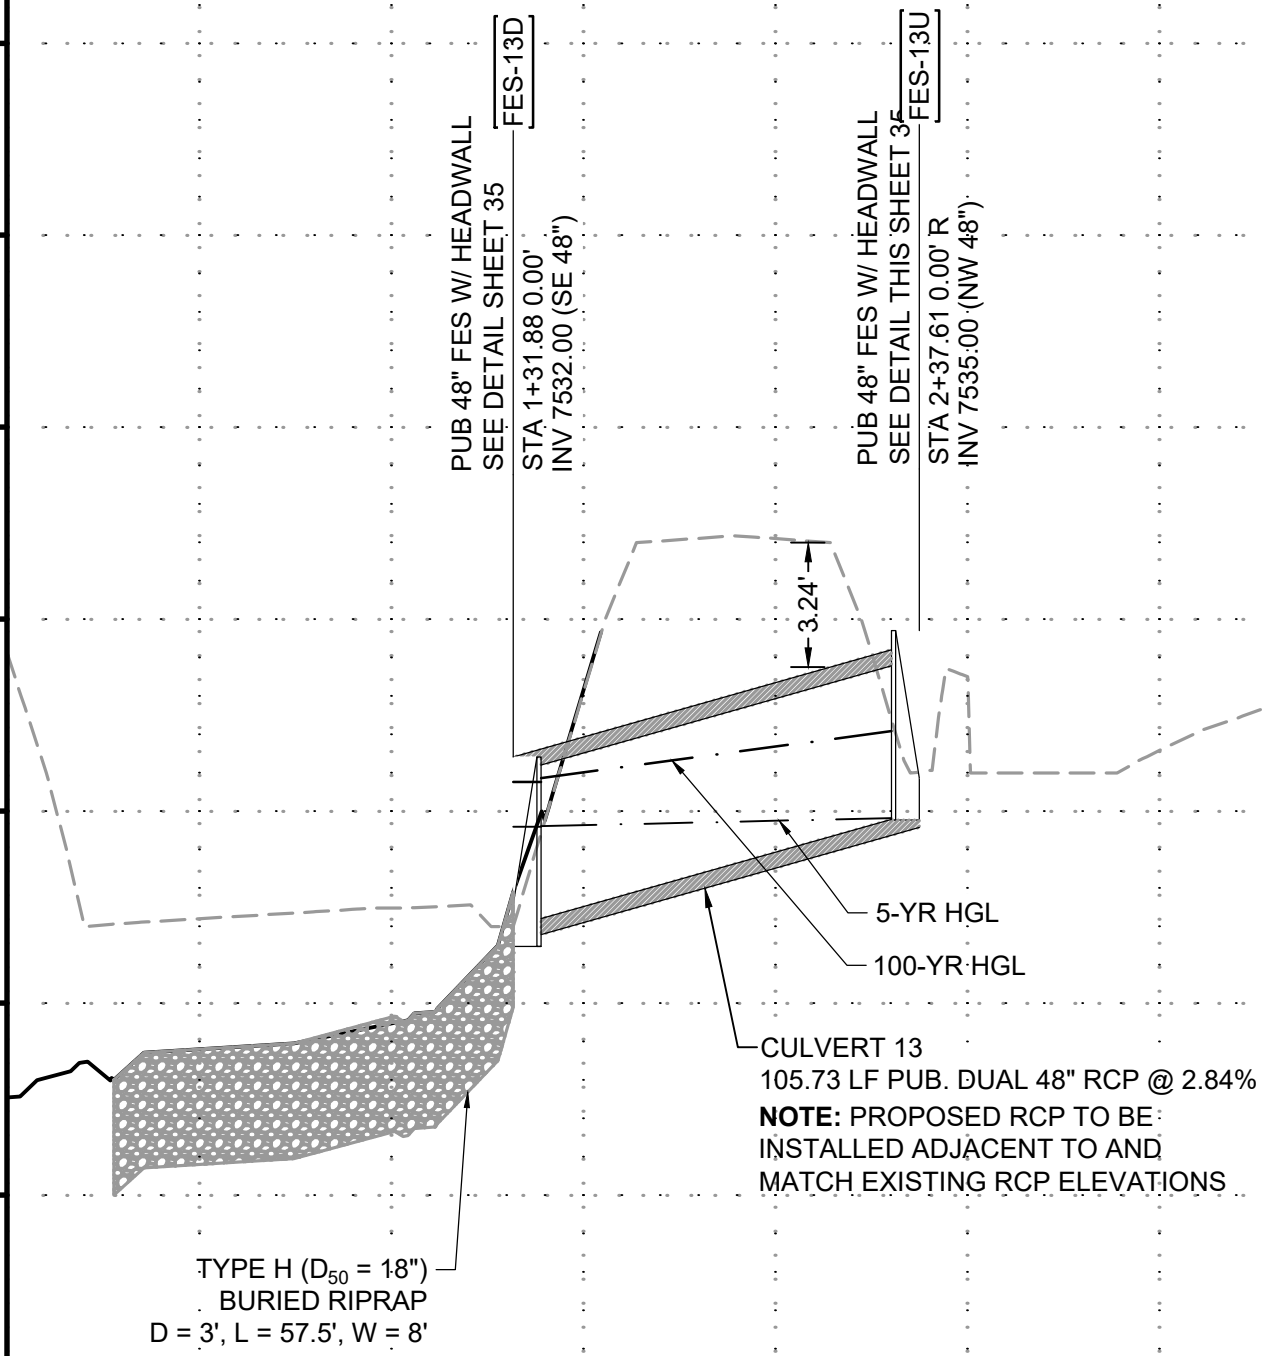 FES-13D
PUB 48" FES W/ HEADWALL
SEE DETAIL SHEET 35
STA 1+31.88 0.00'
INV 7532.00 (SE 48")
FES-13U
PUB 48" FES W/ HEADWALL
SEE DETAIL THIS SHEET 35
STA 2+37.61 0.00' R
INV 7535.00 (NW 48")
3.24'
5-YR HGL
100-YR HGL
CULVERT 13
105.73 LF PUB. DUAL 48" RCP @ 2.84%
NOTE: PROPOSED RCP TO BE
INSTALLED ADJACENT TO AND
MATCH EXISTING RCP ELEVATIONS
TYPE H (D50 = 18")
BURIED RIPRAP
D = 3', L = 57.5', W = 8'